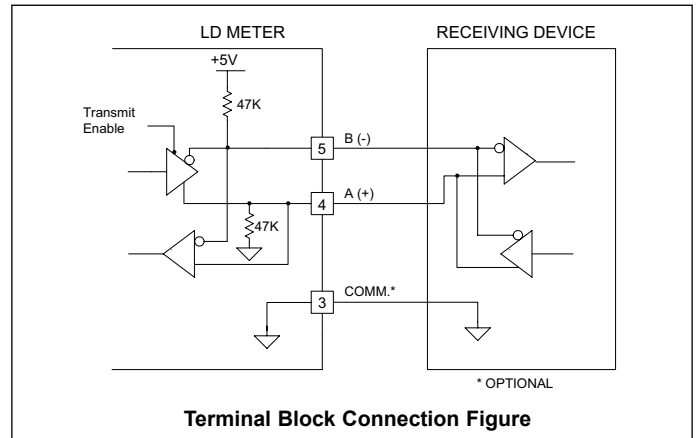 LD METER
RECEIVING DEVICE
+5V
47K
Transmit
Enable
5
B (-)
4
A (+)
47K
3
COMM.*
* OPTIONAL
Terminal Block Connection Figure